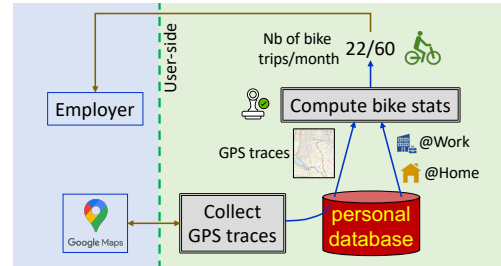 User-side
Nb of bike
trips/month
22/60
Employer
Compute bike stats
GPS traces
@Work
@Home
Google Maps
Collect
GPS traces
personal
database